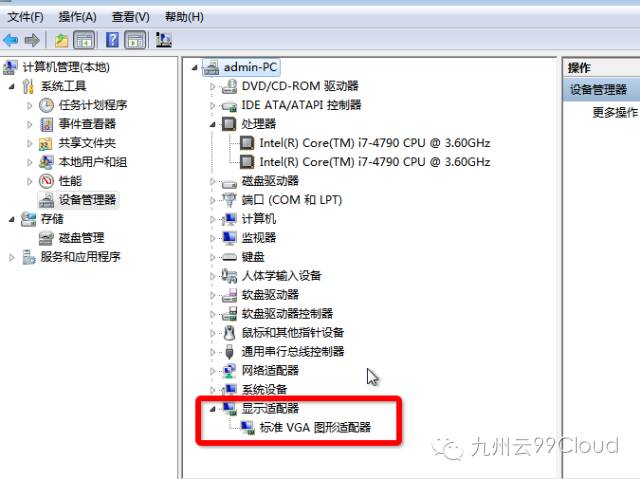 文件(F) 操作(A) 查看(V) 帮助(H)
计算机管理(本地)
系统工具
任务计划程序
事件查看器
共享文件夹
本地用户和组
性能
设备管理器
存储
磁盘管理
服务和应用程序
admin-PC
DVD/CD-ROM 驱动器
IDE ATA/ATAPI 控制器
处理器
Intel(R) Core(TM) i7-4790 CPU @ 3.60GHz
Intel(R) Core(TM) i7-4790 CPU @ 3.60GHz
磁盘驱动器
端口 (COM 和 LPT)
计算机
监视器
键盘
人体学输入设备
软盘驱动器
软盘驱动器控制器
鼠标和其他指针设备
通用串行总线控制器
网络适配器
系统设备
显示适配器
标准 VGA 图形适配器
操作
设备管理器
更多操作
九州云99Cloud